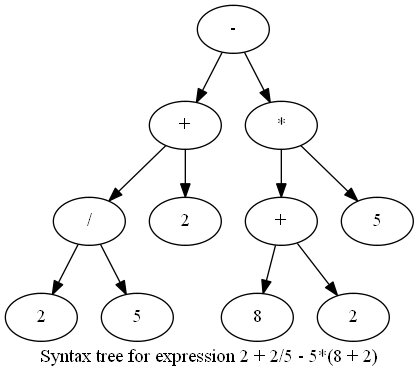 -
+ *
/ 2 + 5
2 5 8 2
Syntax tree for expression 2 + 2/5 - 5*(8 + 2)